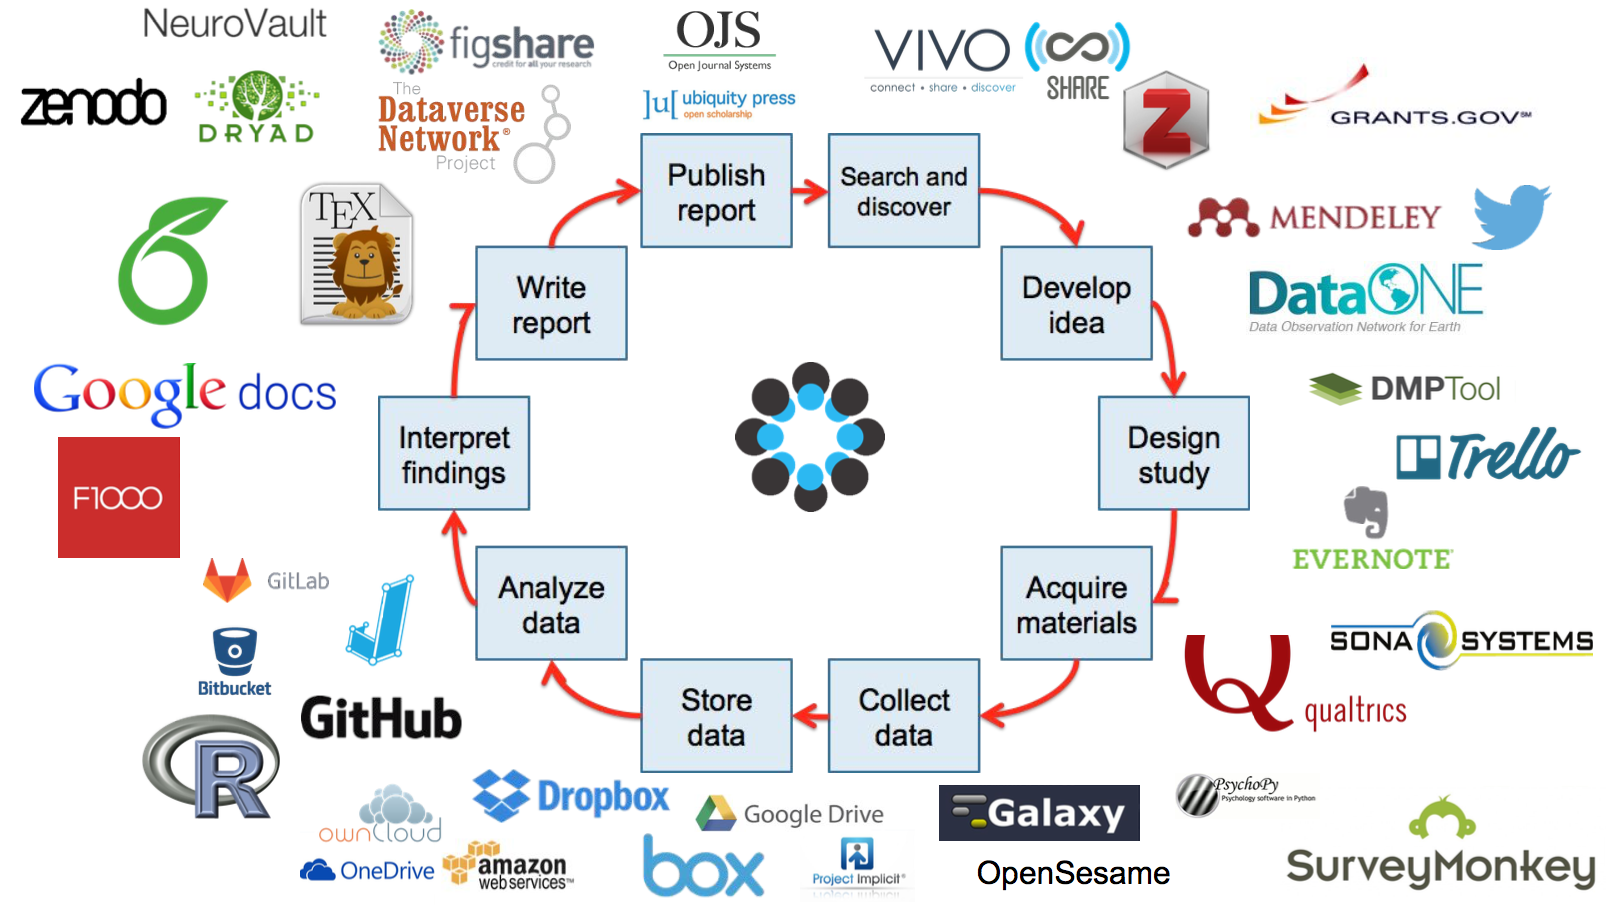 NeuroVault
figshare
credit for all your research
OJS
Open Journal Systems
VIVO
connect • share • discover
SHARE
zenodo
DRYAD
The
Dataverse
Network®
Project
]u[ ubiquity press
open scholarship
Z
GRANTS.GOV℠
Publish
report
Search and
discover
TEX
Write
report
Develop
idea
MENDELEY
DataONE
Data Observation Network for Earth
Google docs
Interpret
findings
Design
study
DMPTool
Trello
F1000
EVERNOTE®
GitLab
Analyze
data
Acquire
materials
SONA SYSTEMS
Bitbucket
GitHub
Store
data
Collect
data
qualtrics
R
ownCloud
Dropbox
Google Drive
Galaxy
PsychoPy
Psychology software in Python
OneDrive
amazon
web services™
box
Project Implicit®
OpenSesame
SurveyMonkey